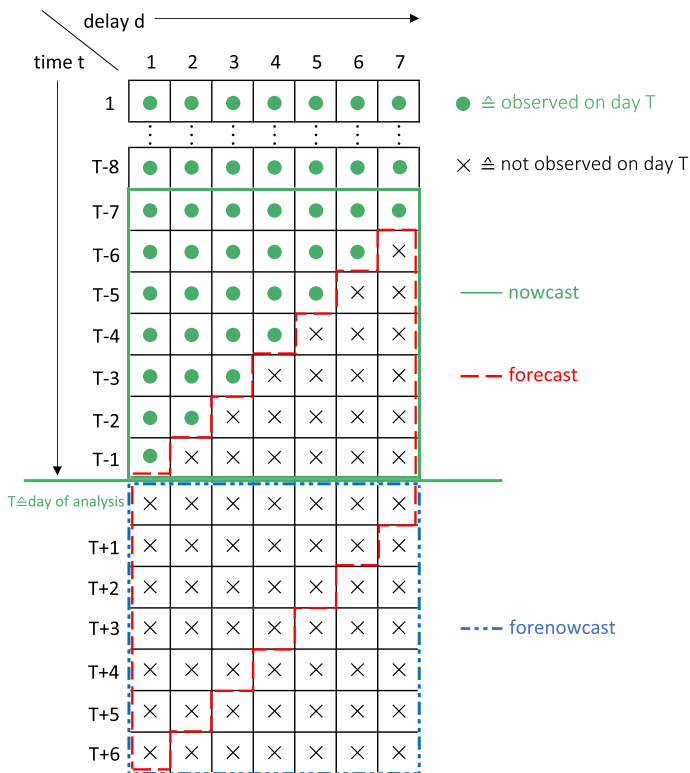 delay d
time t
1 2 3 4 5 6 7
1
≙ observed on day T
T-8
≙ not observed on day T
T-7
T-6
T-5
nowcast
T-4
T-3
forecast
T-2
T-1
T≙day of analysis
T+1
T+2
T+3
forenowcast
T+4
T+5
T+6